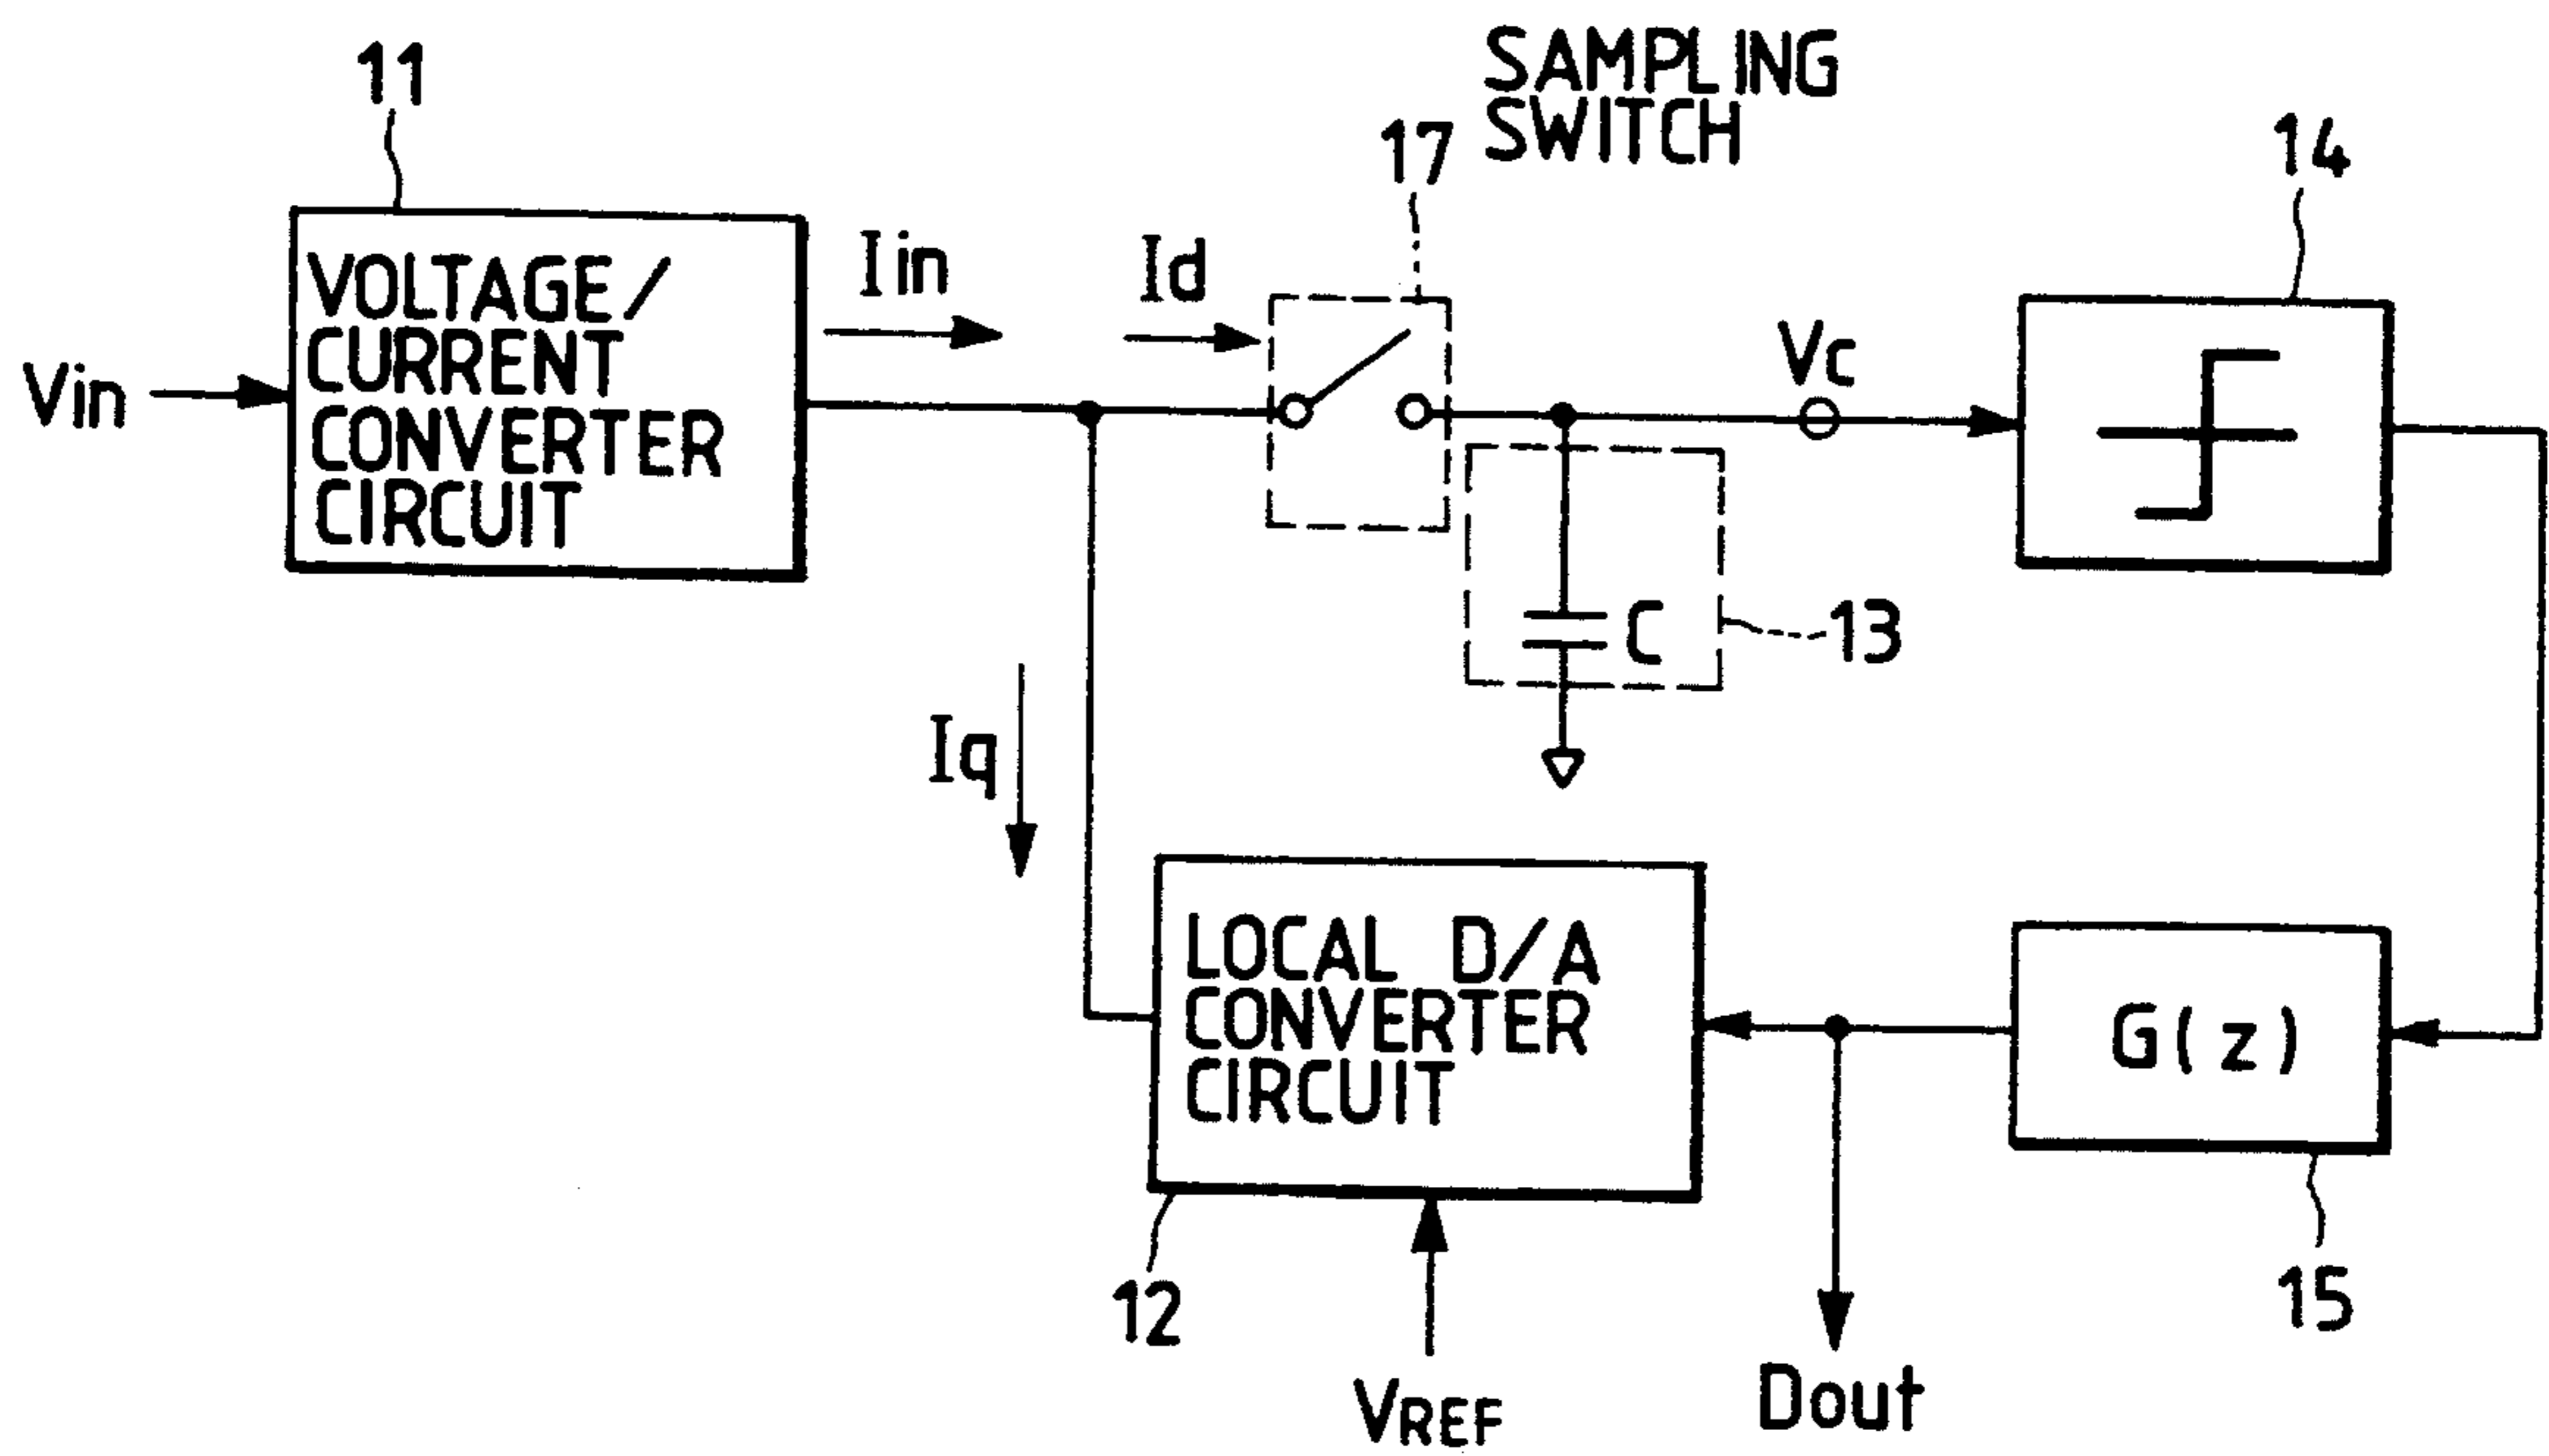 11
SAMPLING
SWITCH
17
14
VOLTAGE/
CURRENT
CONVERTER
CIRCUIT
Iin
Id
Vin
Vc
C
13
Iq
LOCAL D/A
CONVERTER
CIRCUIT
G(z)
12
15
VREF
Dout